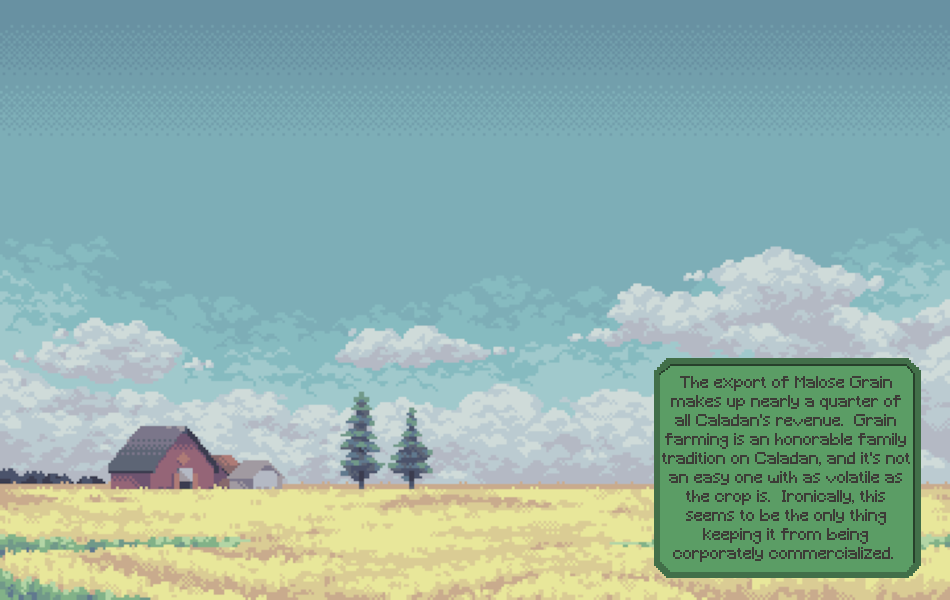 The export of Malose Grain
makes up nearly a quarter of
all Caladan's revenue.  Grain
farming is an honorable family
tradition on Caladan, and it's not
an easy one with as volatile as
the crop is.  Ironically, this
seems to be the only thing
keeping it from being
corporately commercialized.